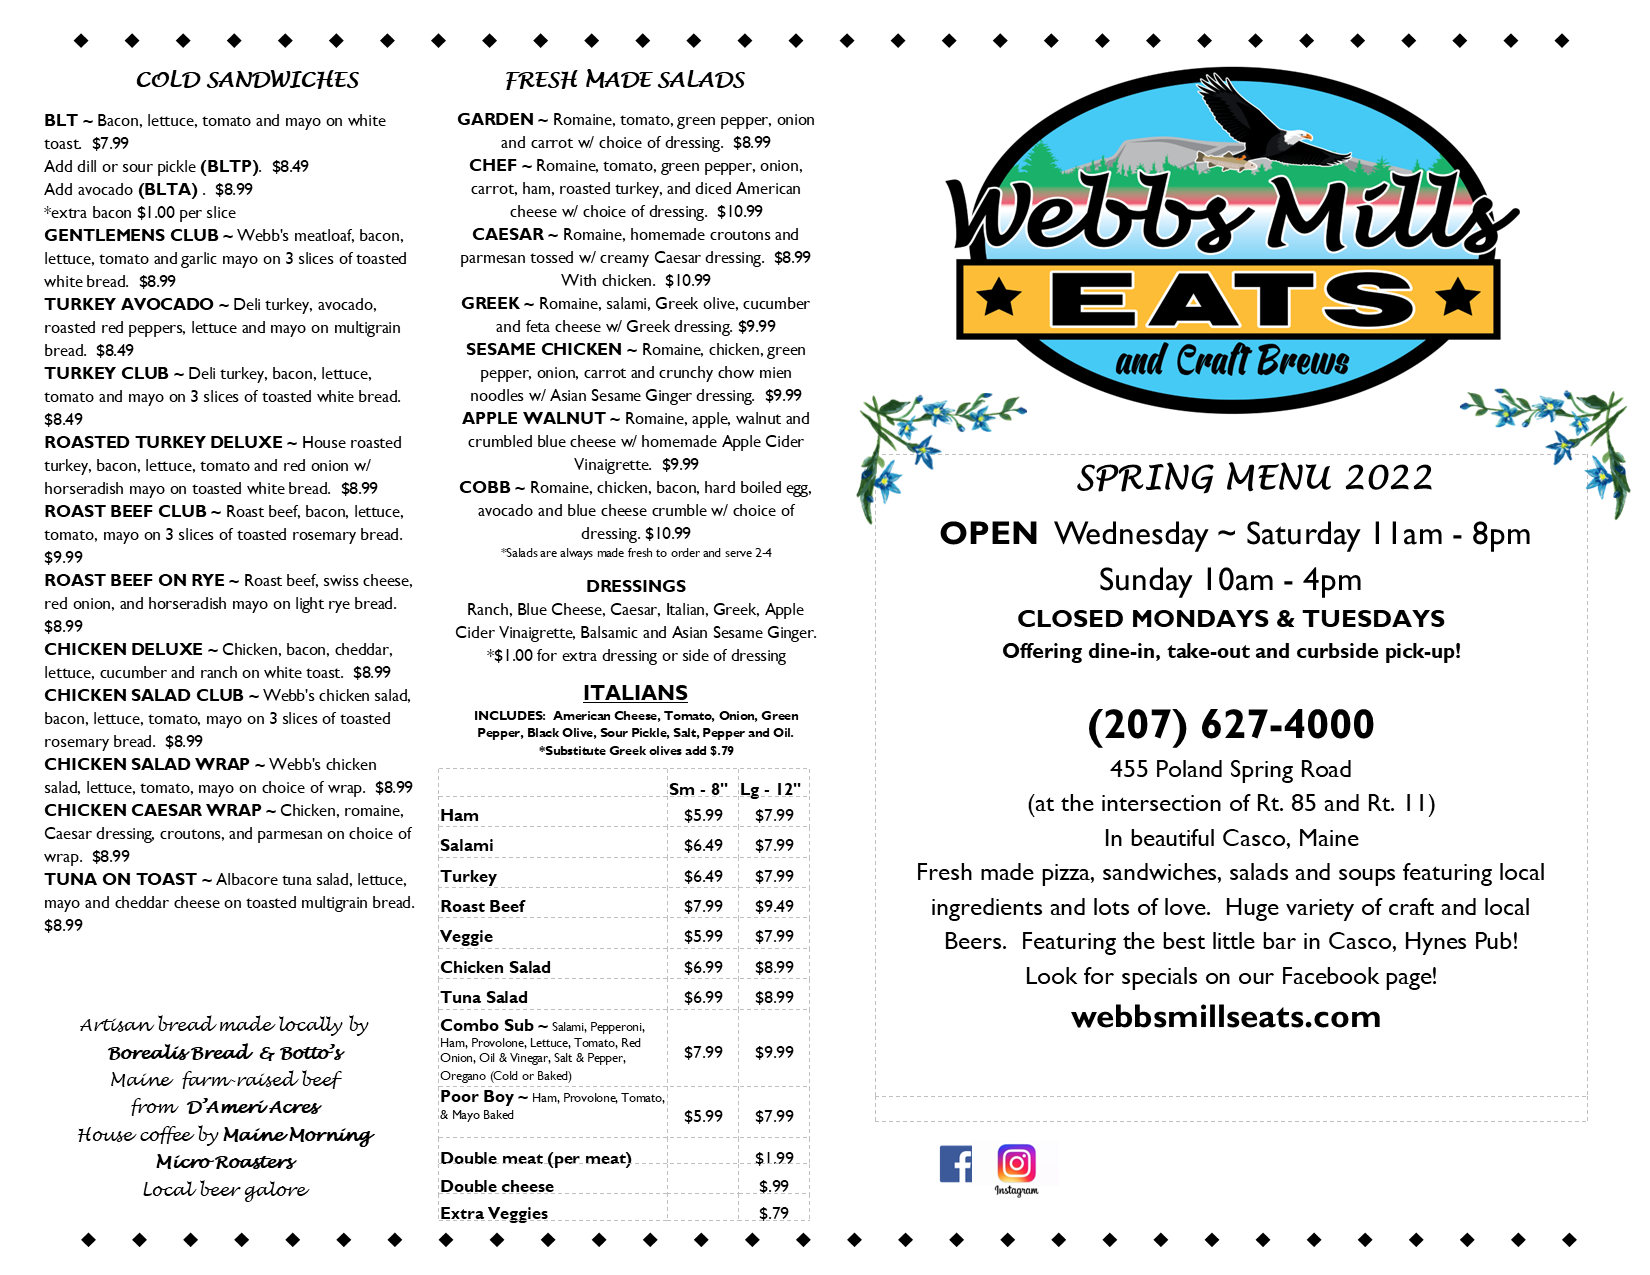 COLD SANDWICHES
BLT ~ Bacon, lettuce, tomato and mayo on white
toast.  $7.99
Add dill or sour pickle (BLTP).  $8.49
Add avocado (BLTA) .  $8.99
*extra bacon $1.00 per slice
GENTLEMENS CLUB ~ Webb's meatloaf, bacon,
lettuce, tomato and garlic mayo on 3 slices of toasted
white bread.  $8.99
TURKEY AVOCADO ~ Deli turkey, avocado,
roasted red peppers, lettuce and mayo on multigrain
bread.  $8.49
TURKEY CLUB ~ Deli turkey, bacon, lettuce,
tomato and mayo on 3 slices of toasted white bread.
$8.49
ROASTED TURKEY DELUXE ~ House roasted
turkey, bacon, lettuce, tomato and red onion w/
horseradish mayo on toasted white bread.  $8.99
ROAST BEEF CLUB ~ Roast beef, bacon, lettuce,
tomato, mayo on 3 slices of toasted rosemary bread.
$9.99
ROAST BEEF ON RYE ~ Roast beef, swiss cheese,
red onion, and horseradish mayo on light rye bread.
$8.99
CHICKEN DELUXE ~ Chicken, bacon, cheddar,
lettuce, cucumber and ranch on white toast.  $8.99
CHICKEN SALAD CLUB ~ Webb's chicken salad,
bacon, lettuce, tomato, mayo on 3 slices of toasted
rosemary bread.  $8.99
CHICKEN SALAD WRAP ~ Webb's chicken
salad, lettuce, tomato, mayo on choice of wrap.  $8.99
CHICKEN CAESAR WRAP ~ Chicken, romaine,
Caesar dressing, croutons, and parmesan on choice of
wrap.  $8.99
TUNA ON TOAST ~ Albacore tuna salad, lettuce,
mayo and cheddar cheese on toasted multigrain bread.
$8.99
Artisan bread made locally by
Borealis Bread & Botto's
Maine farm-raised beef
from D'Ameri Acres
House coffee by Maine Morning
Micro Roasters
Local beer galore
FRESH MADE SALADS
GARDEN ~ Romaine, tomato, green pepper, onion
and carrot w/ choice of dressing.  $8.99
CHEF ~ Romaine, tomato, green pepper, onion,
carrot, ham, roasted turkey, and diced American
cheese w/ choice of dressing.  $10.99
CAESAR ~ Romaine, homemade croutons and
parmesan tossed w/ creamy Caesar dressing.  $8.99
With chicken.  $10.99
GREEK ~ Romaine, salami, Greek olive, cucumber
and feta cheese w/ Greek dressing. $9.99
SESAME CHICKEN ~ Romaine, chicken, green
pepper, onion, carrot and crunchy chow mien
noodles w/ Asian Sesame Ginger dressing.  $9.99
APPLE WALNUT ~ Romaine, apple, walnut and
crumbled blue cheese w/ homemade Apple Cider
Vinaigrette.  $9.99
COBB ~ Romaine, chicken, bacon, hard boiled egg,
avocado and blue cheese crumble w/ choice of
dressing. $10.99
*Salads are always made fresh to order and serve 2-4
DRESSINGS
Ranch, Blue Cheese, Caesar, Italian, Greek, Apple
Cider Vinaigrette, Balsamic and Asian Sesame Ginger.
*$1.00 for extra dressing or side of dressing
ITALIANS
INCLUDES:  American Cheese, Tomato, Onion, Green
Pepper, Black Olive, Sour Pickle, Salt, Pepper and Oil.
*Substitute Greek olives add $.79
Sm - 8" Lg - 12"
Ham $5.99 $7.99
Salami $6.49 $7.99
Turkey $6.49 $7.99
Roast Beef $7.99 $9.49
Veggie $5.99 $7.99
Chicken Salad $6.99 $8.99
Tuna Salad $6.99 $8.99
Combo Sub ~ Salami, Pepperoni,
Ham, Provolone, Lettuce, Tomato, Red
Onion, Oil & Vinegar, Salt & Pepper,
Oregano (Cold or Baked) $7.99 $9.99
Poor Boy ~ Ham, Provolone, Tomato,
& Mayo Baked $5.99 $7.99
Double meat (per meat) $1.99
Double cheese $.99
Extra Veggies $.79
Webbs Mills
EATS
and Craft Brews
SPRING MENU 2022
OPEN  Wednesday ~ Saturday 11am - 8pm
Sunday 10am - 4pm
CLOSED MONDAYS & TUESDAYS
Offering dine-in, take-out and curbside pick-up!
(207) 627-4000
455 Poland Spring Road
(at the intersection of Rt. 85 and Rt. 11)
In beautiful Casco, Maine
Fresh made pizza, sandwiches, salads and soups featuring local
ingredients and lots of love.  Huge variety of craft and local
Beers.  Featuring the best little bar in Casco, Hynes Pub!
Look for specials on our Facebook page!
webbsmillseats.com
f
Instagram